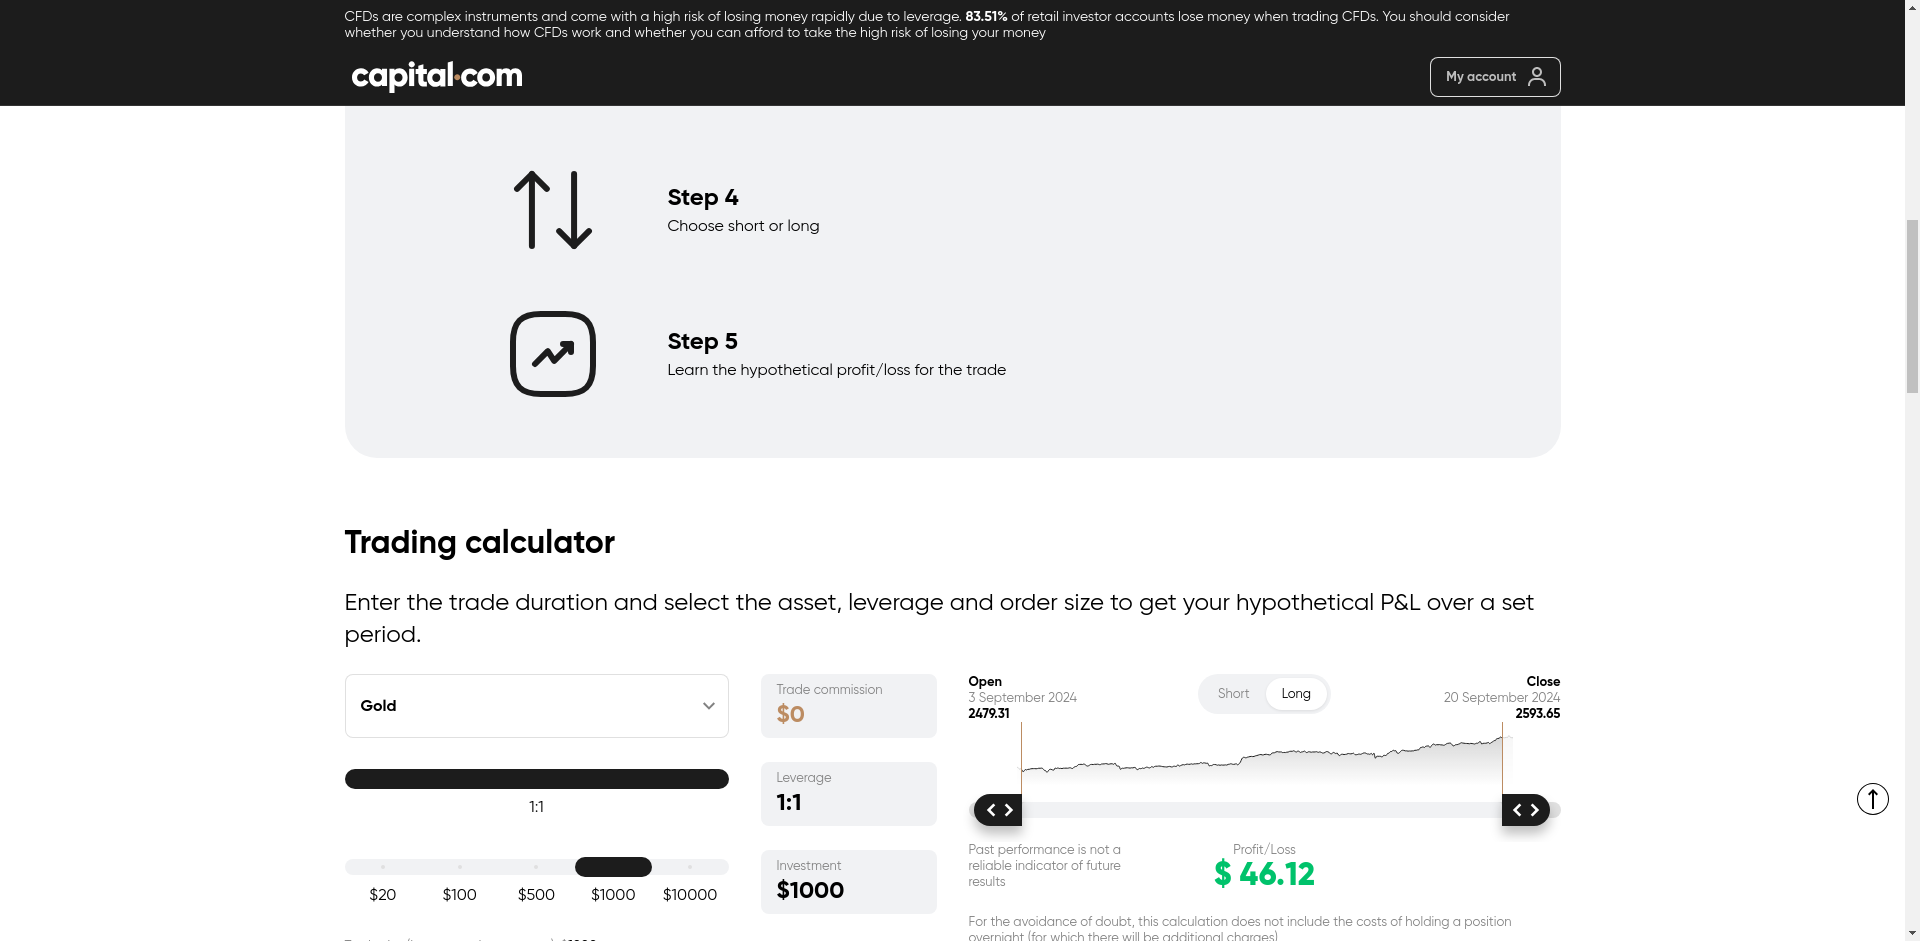 CFDs are complex instruments and come with a high risk of losing money rapidly due to leverage. 83.51% of retail investor accounts lose money when trading CFDs. You should consider
whether you understand how CFDs work and whether you can afford to take the high risk of losing your money
capital.com
My account
Step 4
Choose short or long
Step 5
Learn the hypothetical profit/loss for the trade
Trading calculator
Enter the trade duration and select the asset, leverage and order size to get your hypothetical P&L over a set
period.
Gold
1:1
$20 $100 $500 $1000 $10000
Trade commission
$0
Leverage
1:1
Investment
$1000
Open
3 September 2024
2479.31
Short Long
Close
20 September 2024
2593.65
Past performance is not a
reliable indicator of future
results
Profit/Loss
$ 46.12
For the avoidance of doubt, this calculation does not include the costs of holding a position
overnight (for which there will be additional charges)